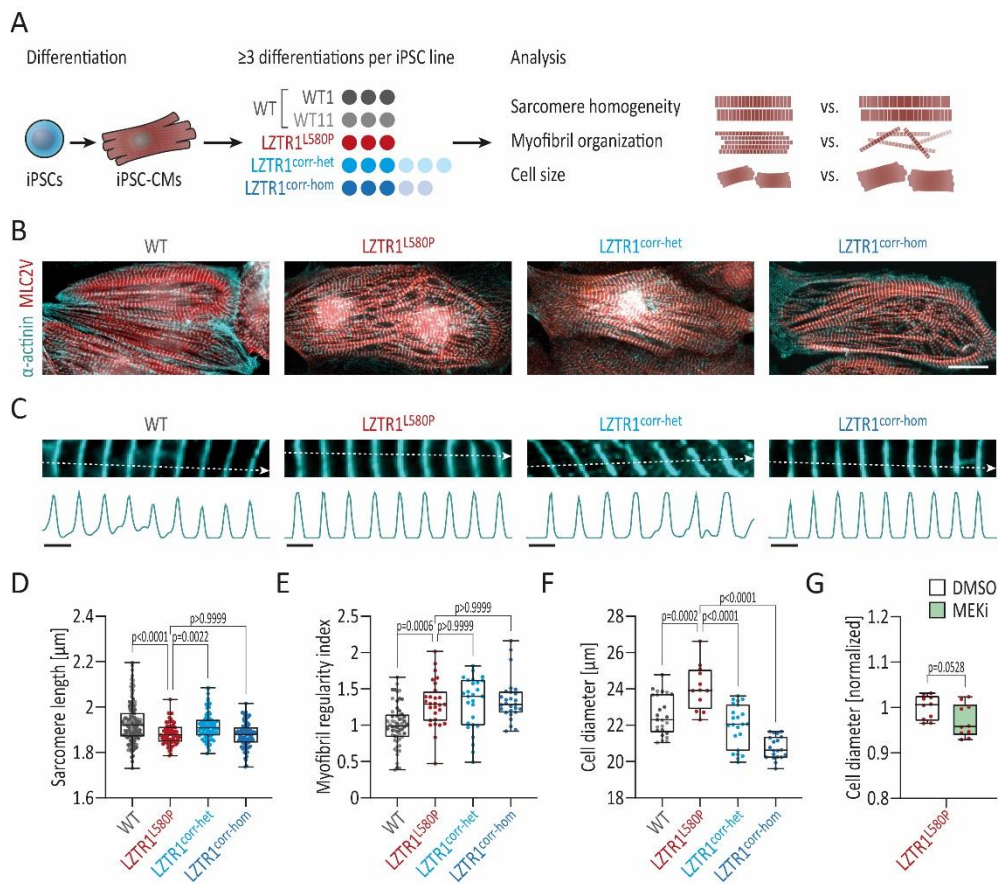 A
Differentiation
≥3 differentiations per iPSC line
Analysis
iPSCs
iPSC-CMs
WT
WT1
WT11
LZTR1L580P
LZTR1corr-het
LZTR1corr-hom
Sarcomere homogeneity
vs.
Myofibril organization
vs.
Cell size
vs.
B
WT
LZTR1L580P
LZTR1corr-het
LZTR1corr-hom
α-actinin MLC2V
C
WT
LZTR1L580P
LZTR1corr-het
LZTR1corr-hom
D
Sarcomere length [µm]
2.4
2.2
2.0
1.8
1.6
p>0.9999
p<0.0001
p=0.0022
WT
LZTR1L580P
LZTR1corr-het
LZTR1corr-hom
E
Myofibril regularity index
2.5
2
1.5
1
0.5
0
p>0.9999
p=0.0006
p>0.9999
WT
LZTR1L580P
LZTR1corr-het
LZTR1corr-hom
F
Cell diameter [µm]
28
26
24
22
20
18
p<0.0001
p=0.0002
p<0.0001
WT
LZTR1L580P
LZTR1corr-het
LZTR1corr-hom
G
DMSO
MEKi
Cell diameter [normalized]
1.1
1
0.9
0.8
p=0.0528
LZTR1L580P